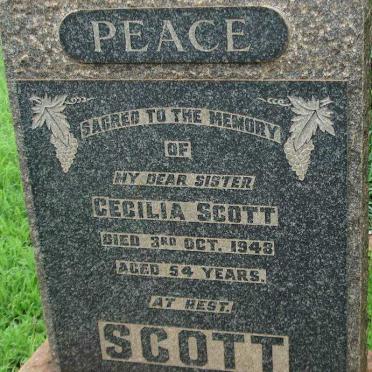 PEACE
SACRED TO THE MEMORY
OF
MY DEAR SISTER
CECILIA SCOTT
DIED 3RD OCT. 1948
AGED 54 YEARS.
AT REST.
SCOTT